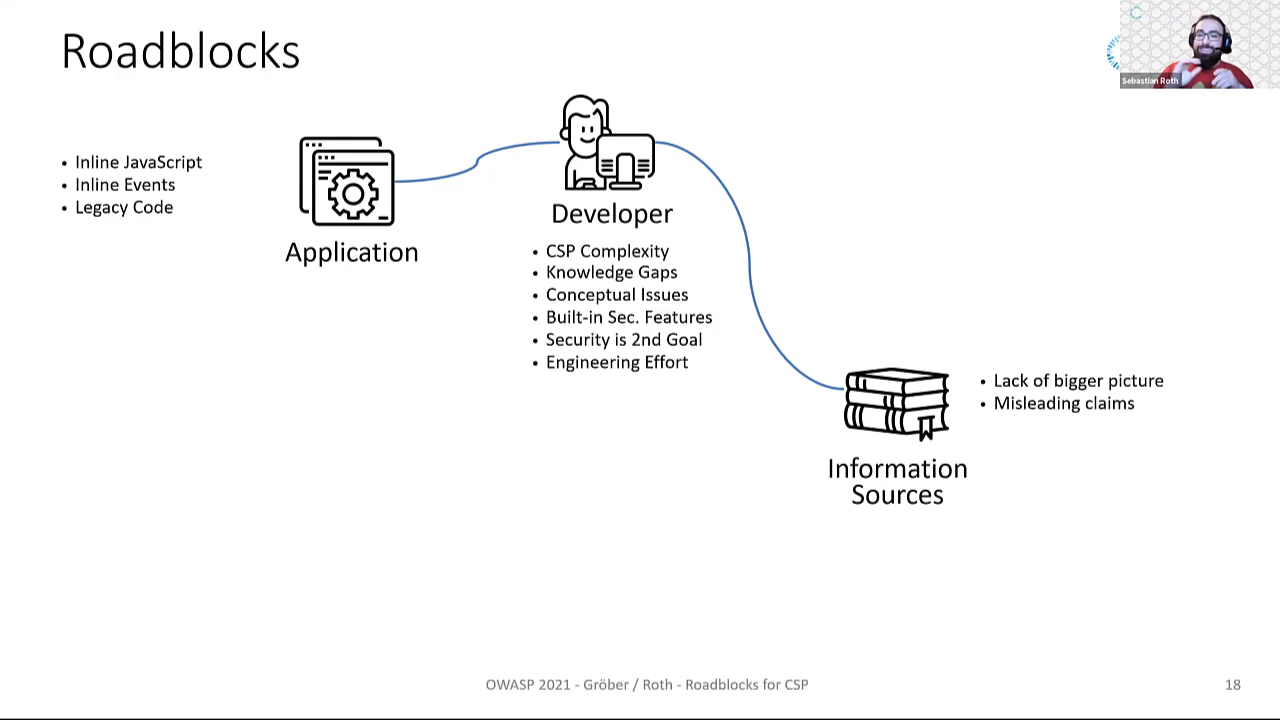 Roadblocks
Sebastian Roth
• Inline JavaScript
• Inline Events
• Legacy Code
Application
Developer
• CSP Complexity
• Knowledge Gaps
• Conceptual Issues
• Built-in Sec. Features
• Security is 2nd Goal
• Engineering Effort
• Lack of bigger picture
• Misleading claims
Information
Sources
OWASP 2021 - Gröber / Roth - Roadblocks for CSP
18